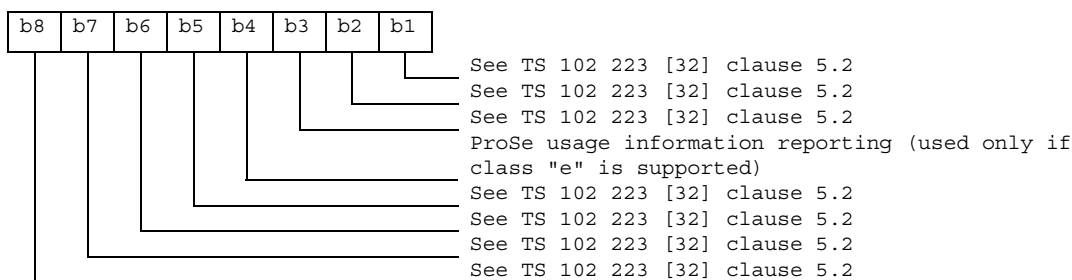 b8 b7 b6 b5 b4 b3 b2 b1
See TS 102 223 [32] clause 5.2
See TS 102 223 [32] clause 5.2
See TS 102 223 [32] clause 5.2
ProSe usage information reporting (used only if
class "e" is supported)
See TS 102 223 [32] clause 5.2
See TS 102 223 [32] clause 5.2
See TS 102 223 [32] clause 5.2
See TS 102 223 [32] clause 5.2